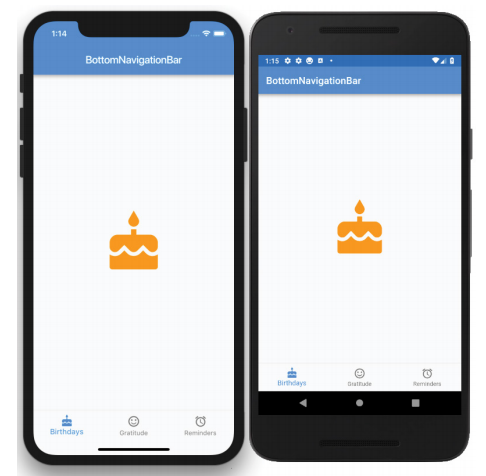 1:14
BottomNavigationBar
Birthdays
Gratitude
Reminders
1:15
BottomNavigationBar
Birthdays
Gratitude
Reminders